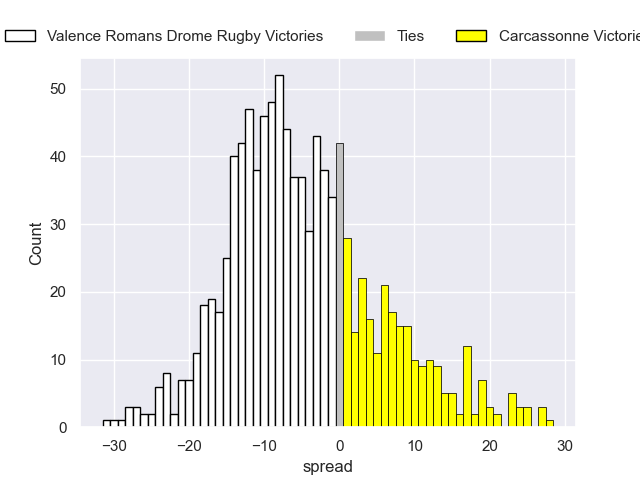 Valence Romans Drome Rugby Victories Ties Carcassonne Victorie
50
40
30
20
10
0
Count
−30 −20 −10 0 10 20 30
spread